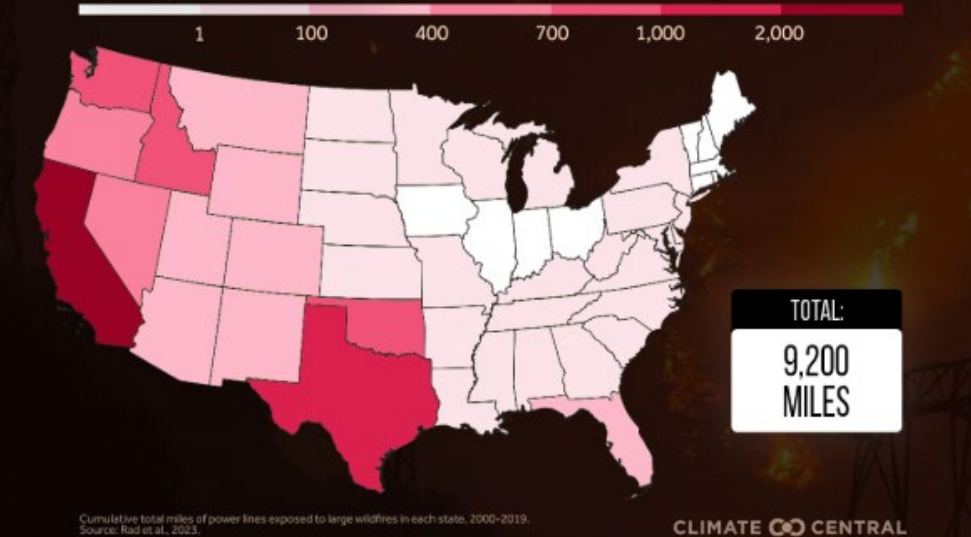 1 100 400 700 1,000 2,000
TOTAL:
9,200
MILES
Cumulative total miles of power lines exposed to large wildfires in each state, 2000-2019.
Source: Rad et al., 2023.
CLIMATE CENTRAL